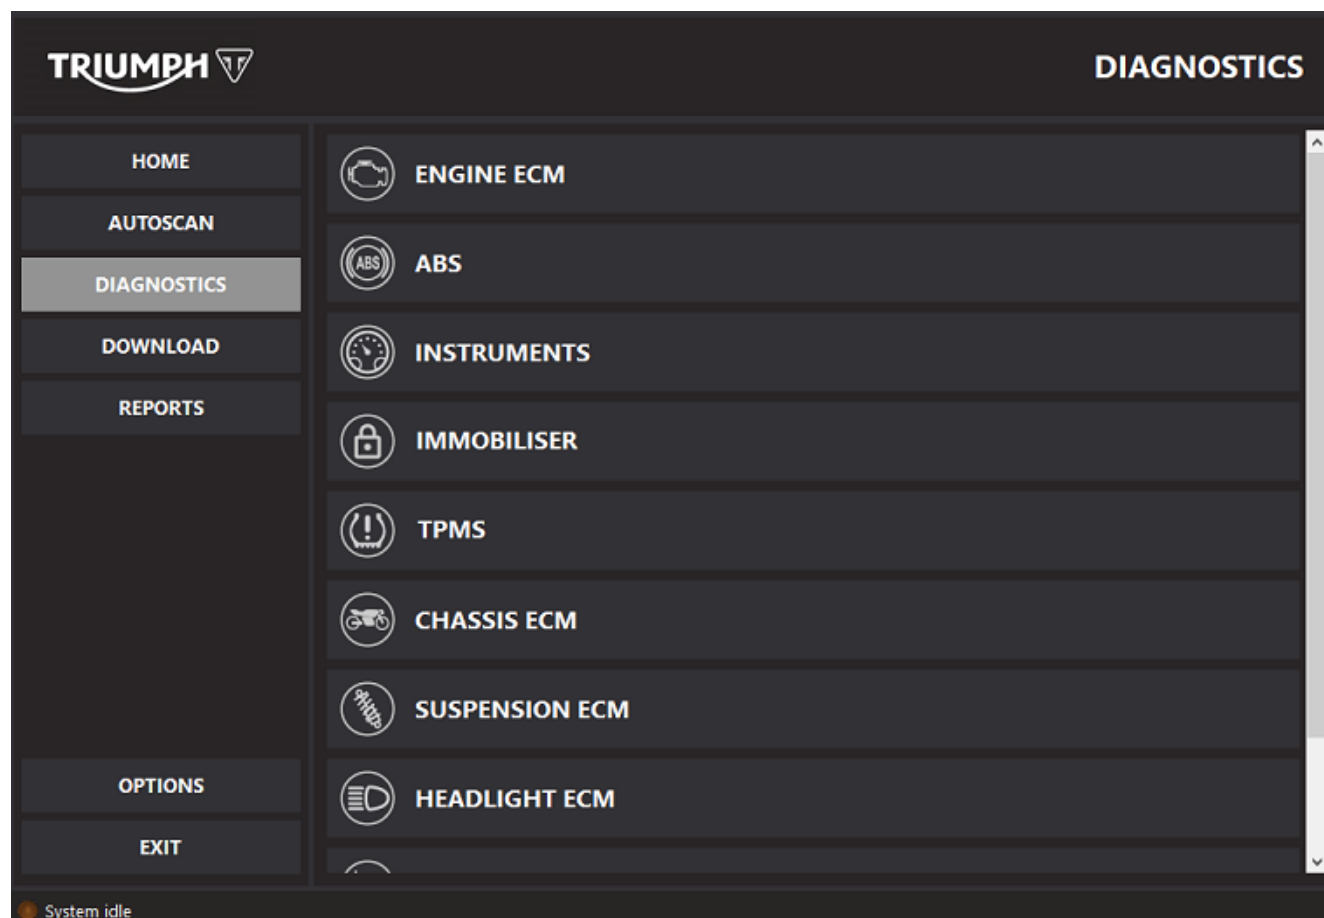 TRIUMPH
DIAGNOSTICS
HOME
AUTOSCAN
DIAGNOSTICS
DOWNLOAD
REPORTS
OPTIONS
EXIT
ENGINE ECM
ABS
ABS
INSTRUMENTS
IMMOBILISER
TPMS
CHASSIS ECM
SUSPENSION ECM
HEADLIGHT ECM
System idle